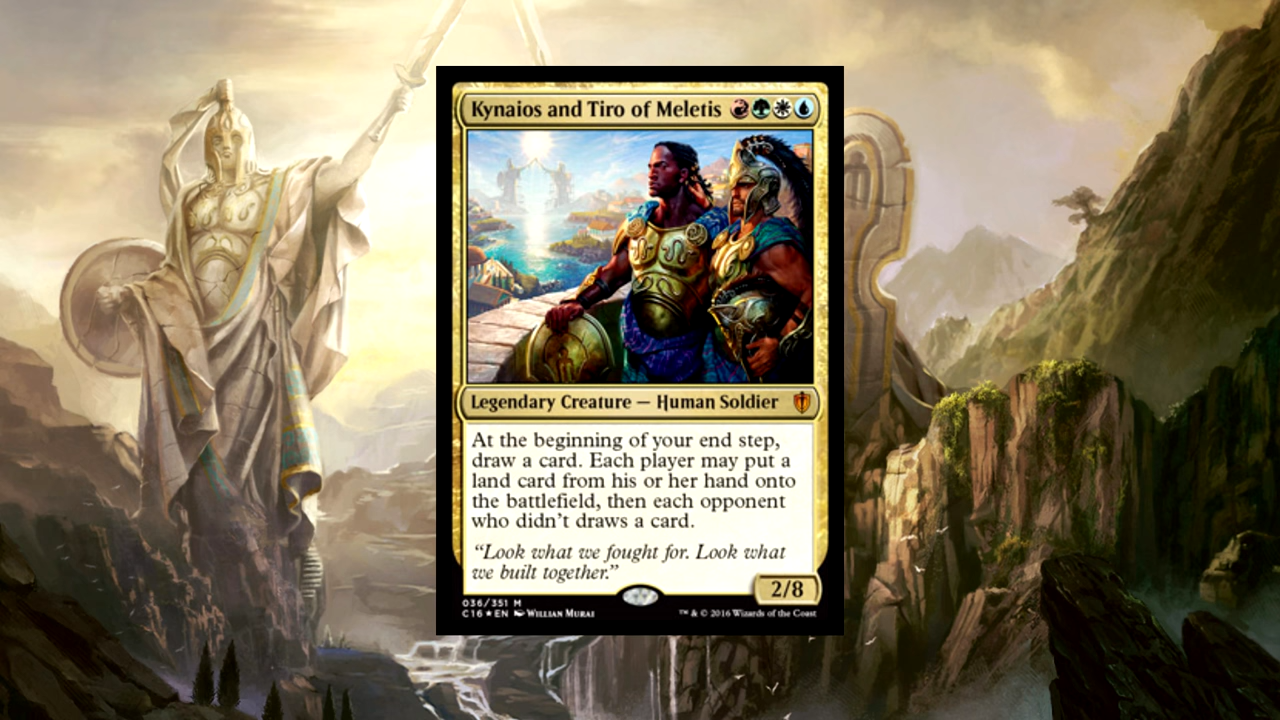 Kynaios and Tiro of Meletis
Legendary Creature — Human Soldier
At the beginning of your end step,
draw a card. Each player may put a
land card from his or her hand onto
the battlefield, then each opponent
who didn’t draws a card.
“Look what we fought for. Look what
we built together.”
2/8
036/351 M
C16★EN Willian Murai
™ & © 2016 Wizards of the Coast